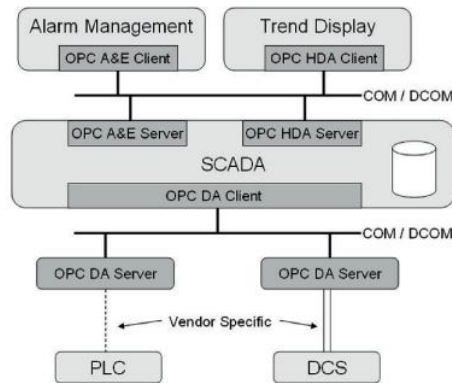 Alarm Management
Trend Display
OPC A&E Client
OPC HDA Client
COM / DCOM
OPC A&E Server
OPC HDA Server
SCADA
OPC DA Client
COM / DCOM
OPC DA Server
OPC DA Server
Vendor Specific
PLC
DCS